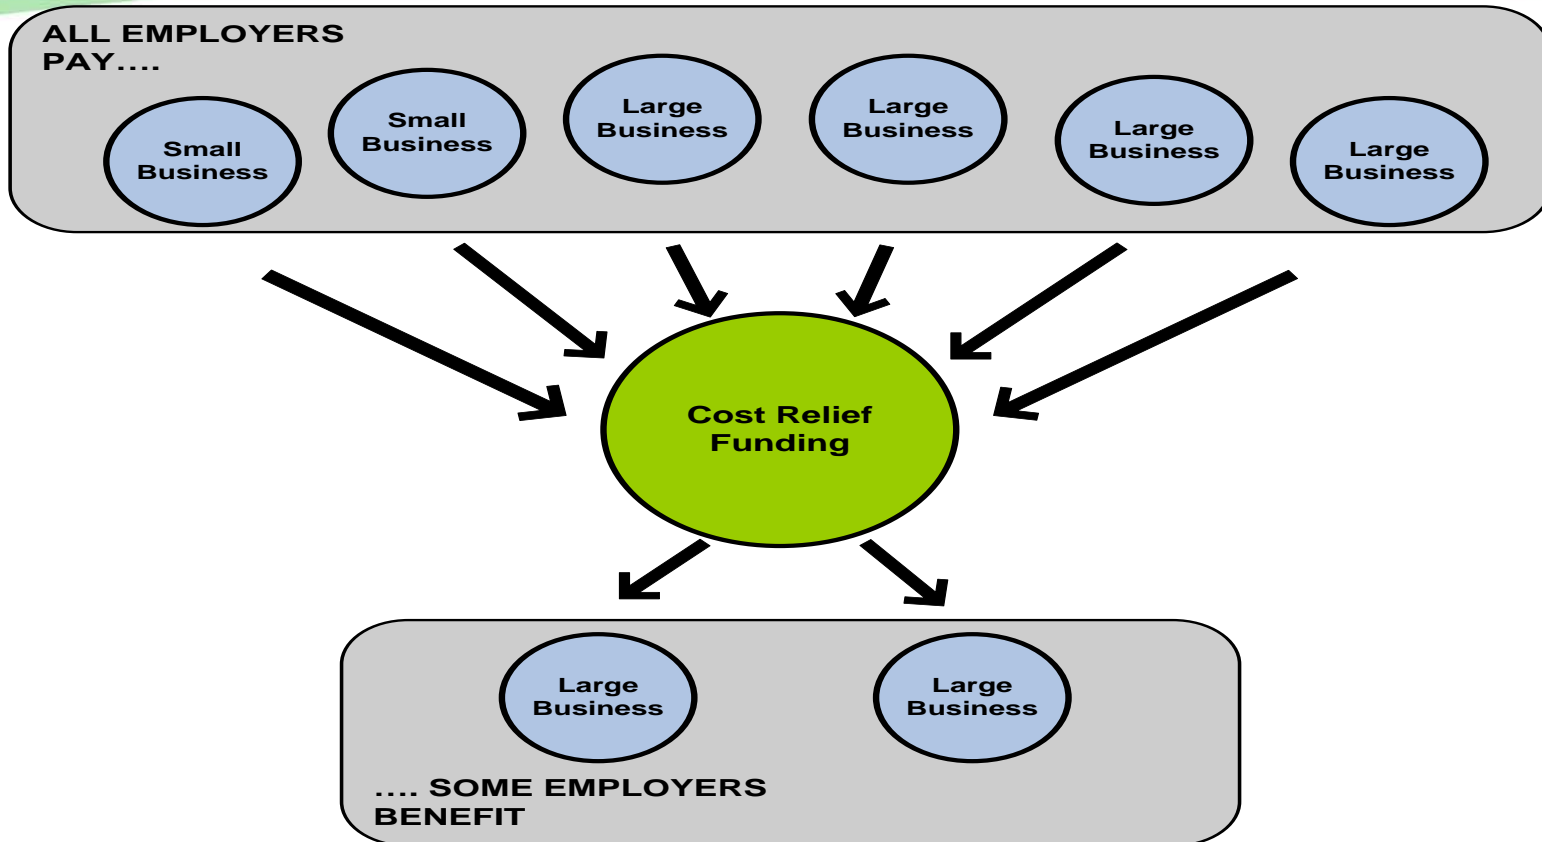 ALL EMPLOYERS
PAY....
Small
Business
Small
Business
Large
Business
Large
Business
Large
Business
Large
Business
Cost Relief
Funding
Large
Business
Large
Business
.... SOME EMPLOYERS
BENEFIT